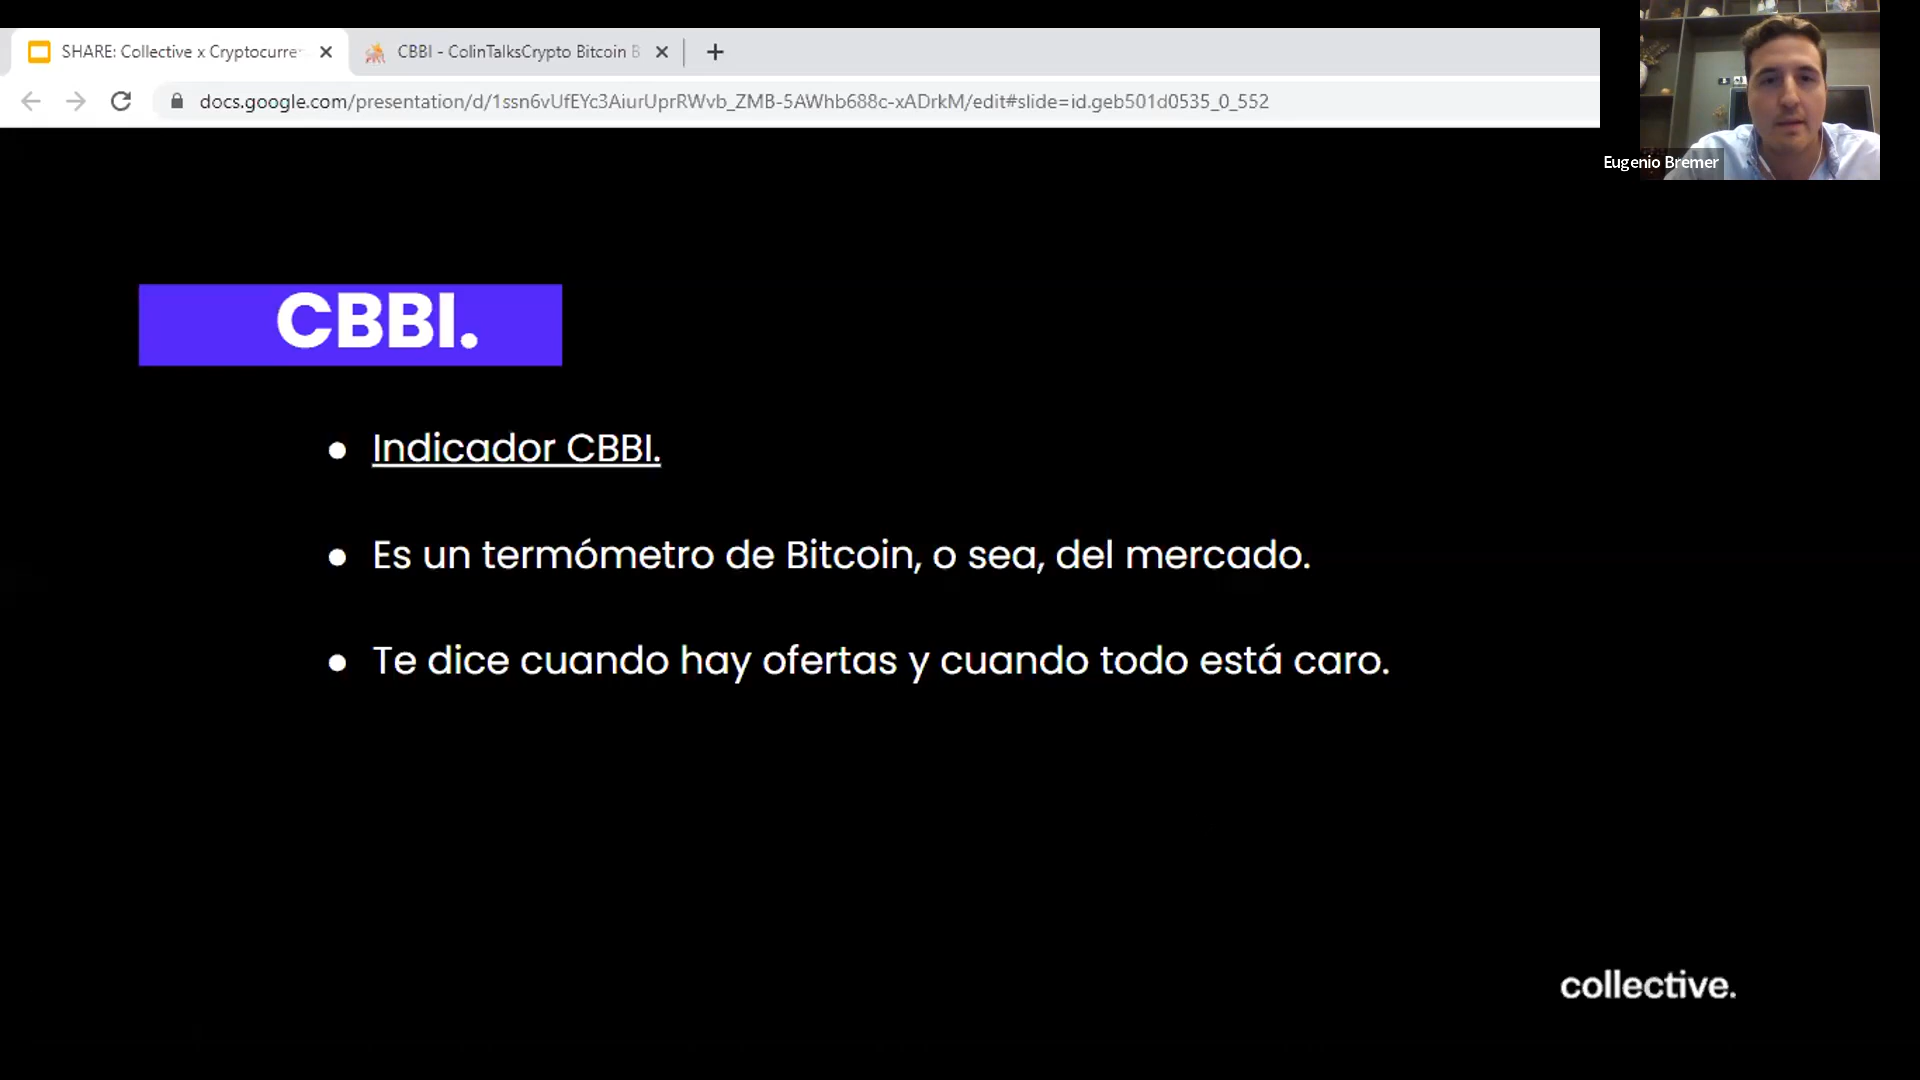 SHARE: Collective x Cryptocurre
CBBI - ColinTalksCrypto Bitcoin B
docs.google.com/presentation/d/1ssn6vUfEYc3AiurUprRWvb_ZMB-5AWhb688c-xADrkM/edit#slide=id.geb501d0535_0_552
Eugenio Bremer
CBBI.
● Indicador CBBI.
● Es un termómetro de Bitcoin, o sea, del mercado.
● Te dice cuando hay ofertas y cuando todo está caro.
collective.